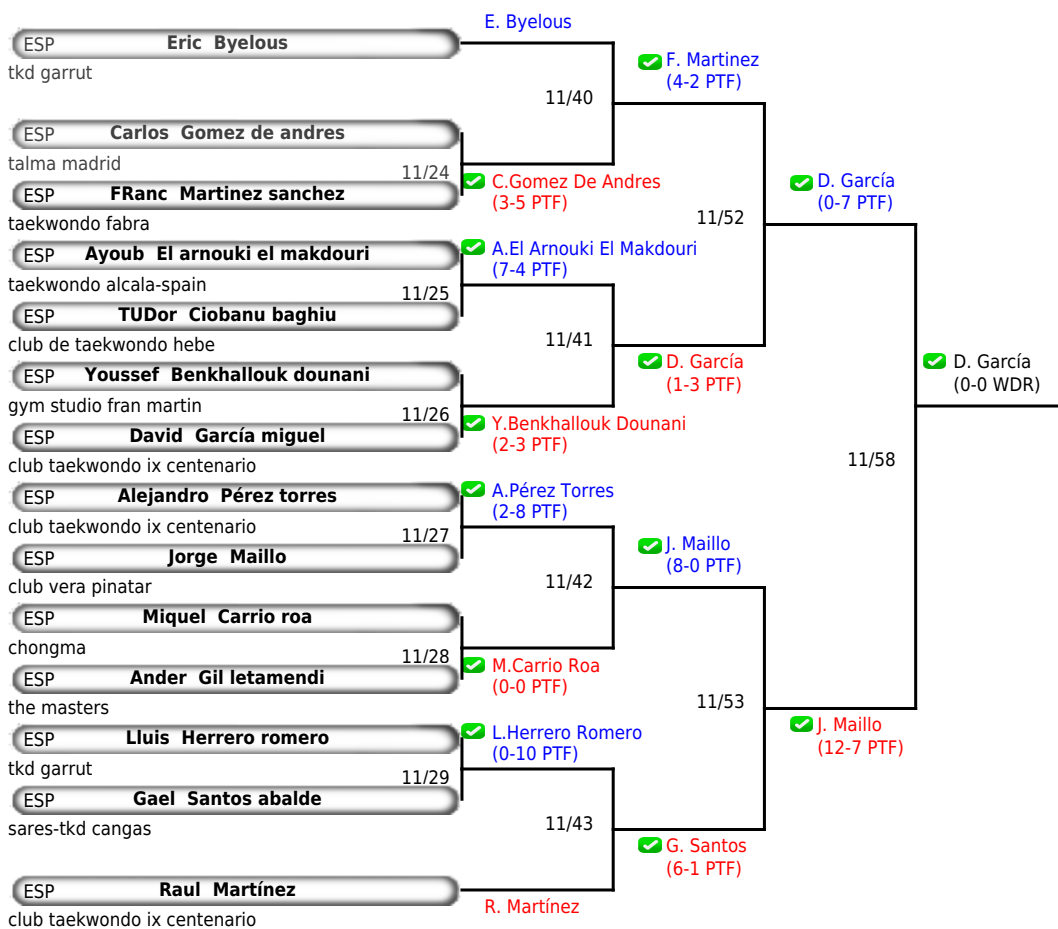 E. Byelous
ESP Eric Byelous
tkd garrut
F. Martinez
(4-2 PTF)
11/40
ESP Carlos Gomez de andres
talma madrid
11/24
C.Gomez De Andres
(3-5 PTF)
ESP FRanc Martinez sanchez
taekwondo fabra
D. García
(0-7 PTF)
11/52
ESP Ayoub El arnouki el makdouri
A.El Arnouki El Makdouri
(7-4 PTF)
taekwondo alcala-spain
11/25
ESP TUDor Ciobanu baghiu
club de taekwondo hebe
11/41
D. García
(1-3 PTF)
D. García
(0-0 WDR)
ESP Youssef Benkhallouk dounani
gym studio fran martin
11/26
Y.Benkhallouk Dounani
(2-3 PTF)
ESP David García miguel
club taekwondo ix centenario
11/58
ESP Alejandro Pérez torres
A.Pérez Torres
(2-8 PTF)
club taekwondo ix centenario
11/27
ESP Jorge Maillo
club vera pinatar
J. Maillo
(8-0 PTF)
11/42
ESP Miquel Carrio roa
chongma
11/28
M.Carrio Roa
(0-0 PTF)
ESP Ander Gil letamendi
the masters
11/53
J. Maillo
(12-7 PTF)
ESP Lluis Herrero romero
L.Herrero Romero
(0-10 PTF)
tkd garrut
11/29
ESP Gael Santos abalde
sares-tkd cangas
11/43
G. Santos
(6-1 PTF)
ESP Raul Martínez
R. Martínez
club taekwondo ix centenario